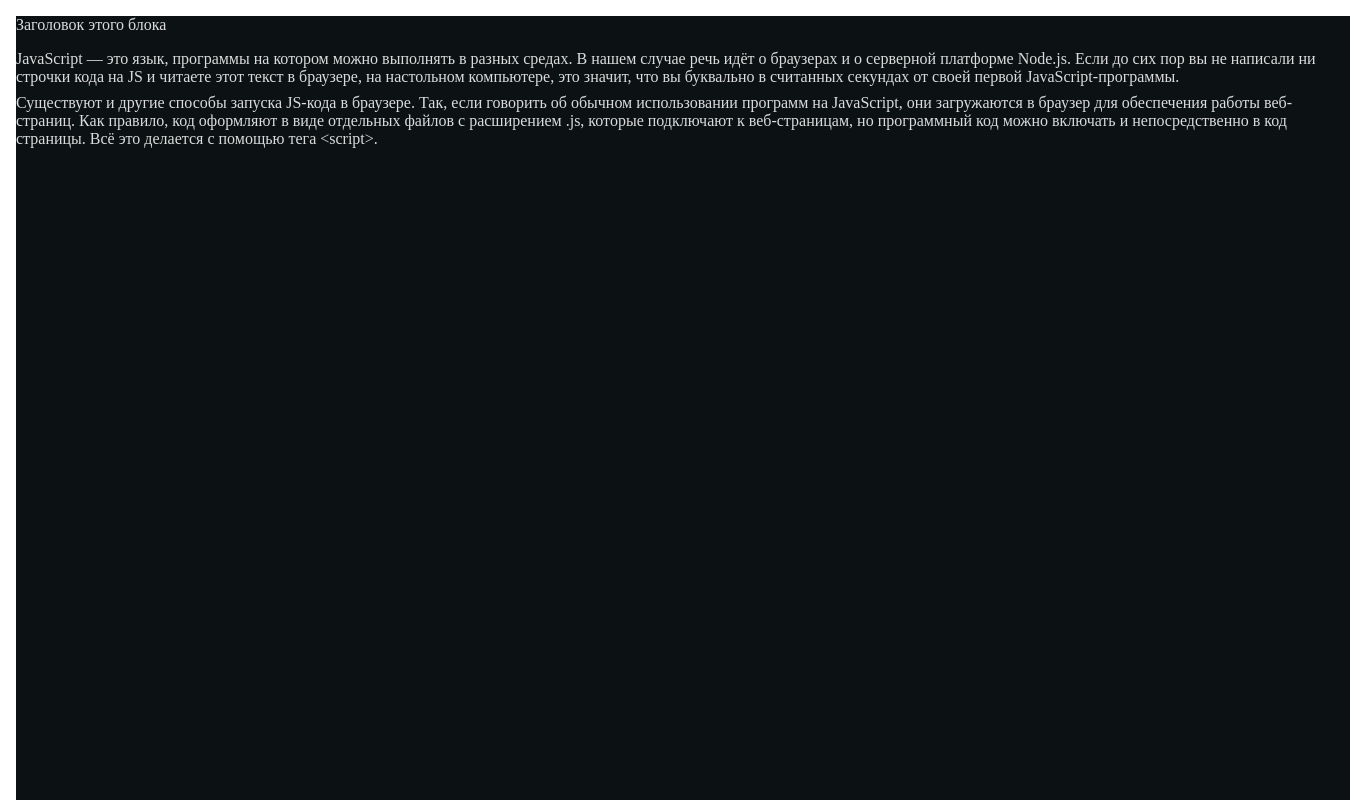 Заголовок этого блока
JavaScript — это язык, программы на котором можно выполнять в разных средах. В нашем случае речь идёт о браузерах и о серверной платформе Node.js. Если до сих пор вы не написали ни
строчки кода на JS и читаете этот текст в браузере, на настольном компьютере, это значит, что вы буквально в считанных секундах от своей первой JavaScript-программы.
Существуют и другие способы запуска JS-кода в браузере. Так, если говорить об обычном использовании программ на JavaScript, они загружаются в браузер для обеспечения работы веб-
страниц. Как правило, код оформляют в виде отдельных файлов с расширением .js, которые подключают к веб-страницам, но программный код можно включать и непосредственно в код
страницы. Всё это делается с помощью тега <script>.